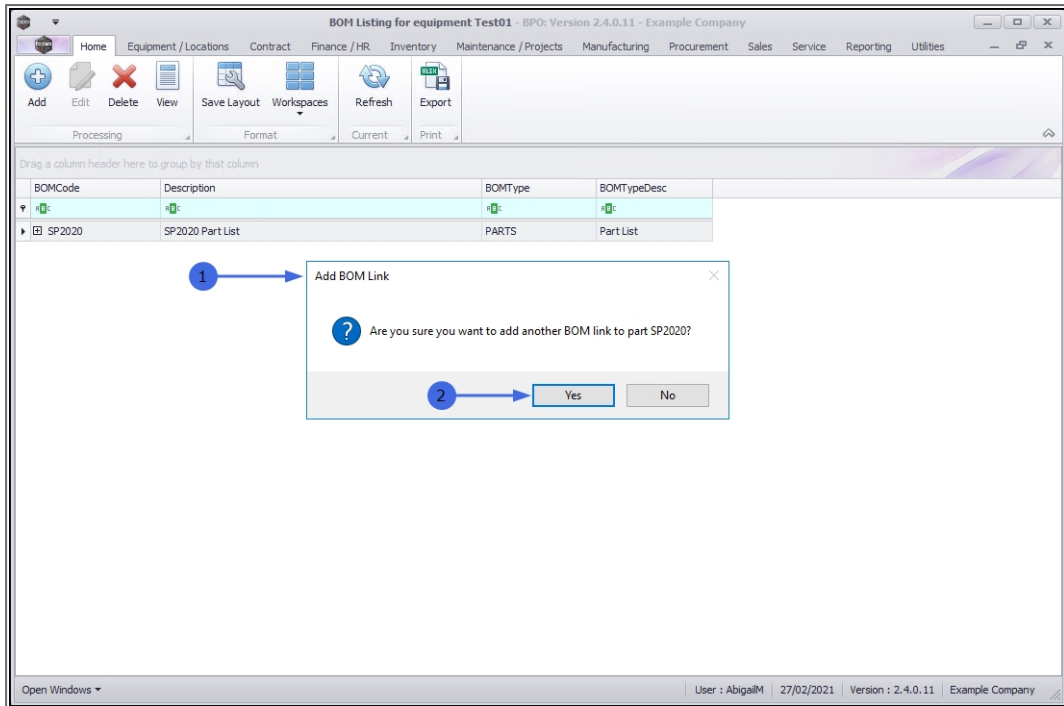 BOM Listing for equipment Test01 - BPO: Version 2.4.0.11 - Example Company
Home Equipment / Locations Contract Finance / HR Inventory Maintenance / Projects Manufacturing Procurement Sales Service Reporting Utilities
Add Edit Delete View Save Layout Workspaces Refresh Export
Processing Format Current Print
Drag a column header here to group by that column
BOMCode Description BOMType BOMTypeDesc
SP2020 SP2020 Part List PARTS Part List
1 Add BOM Link
Are you sure you want to add another BOM link to part SP2020?
2 Yes No
Open Windows User : AbigailM 27/02/2021 Version : 2.4.0.11 Example Company